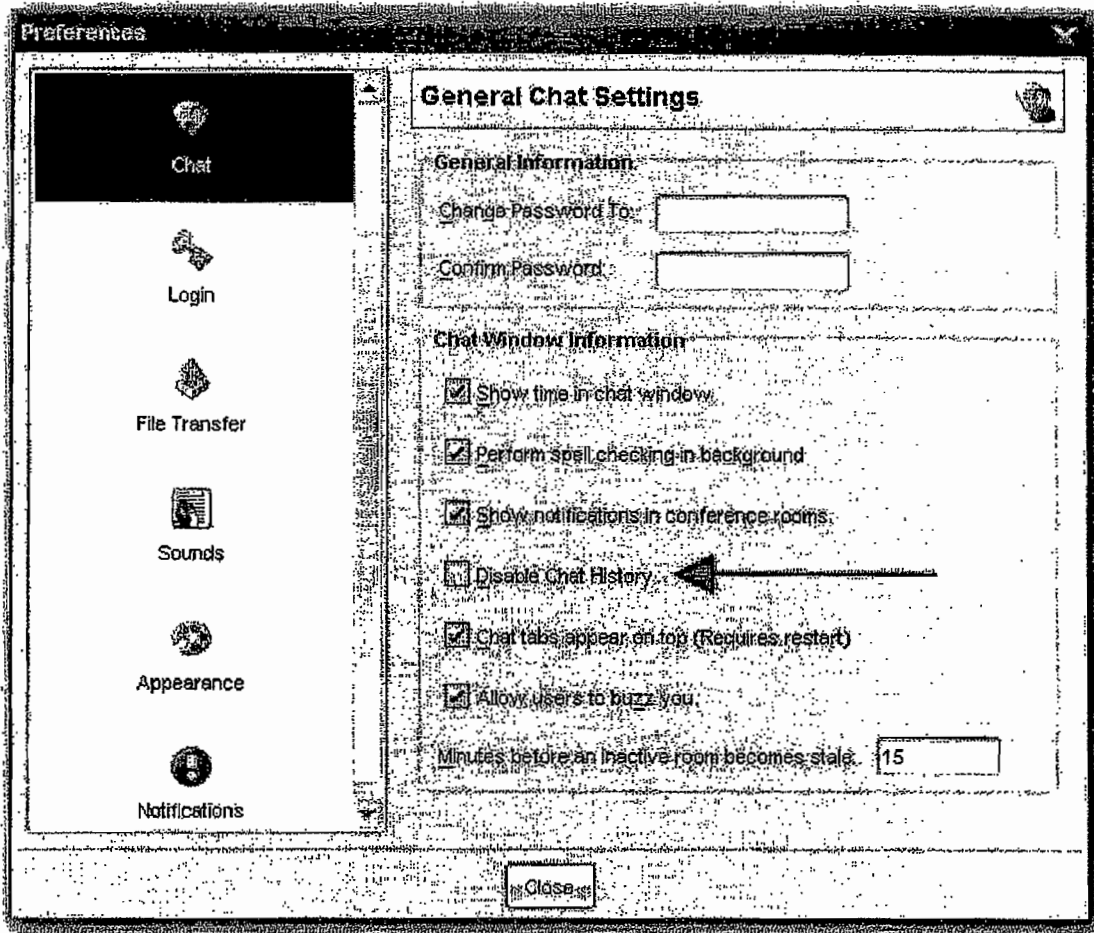 Preferences
Chat
Login
File Transfer
Sounds
Appearance
Notifications
General Chat Settings
General Information
Change Password To:
Confirm Password:
Chat Window Information
Show time in chat window
Perform spell checking in background
Show notifications in conference rooms.
Disable Chat History.
Chat tabs appear on top (Requires restart)
Allow users to buzz you.
Minutes before an inactive room becomes stale: 15
Close